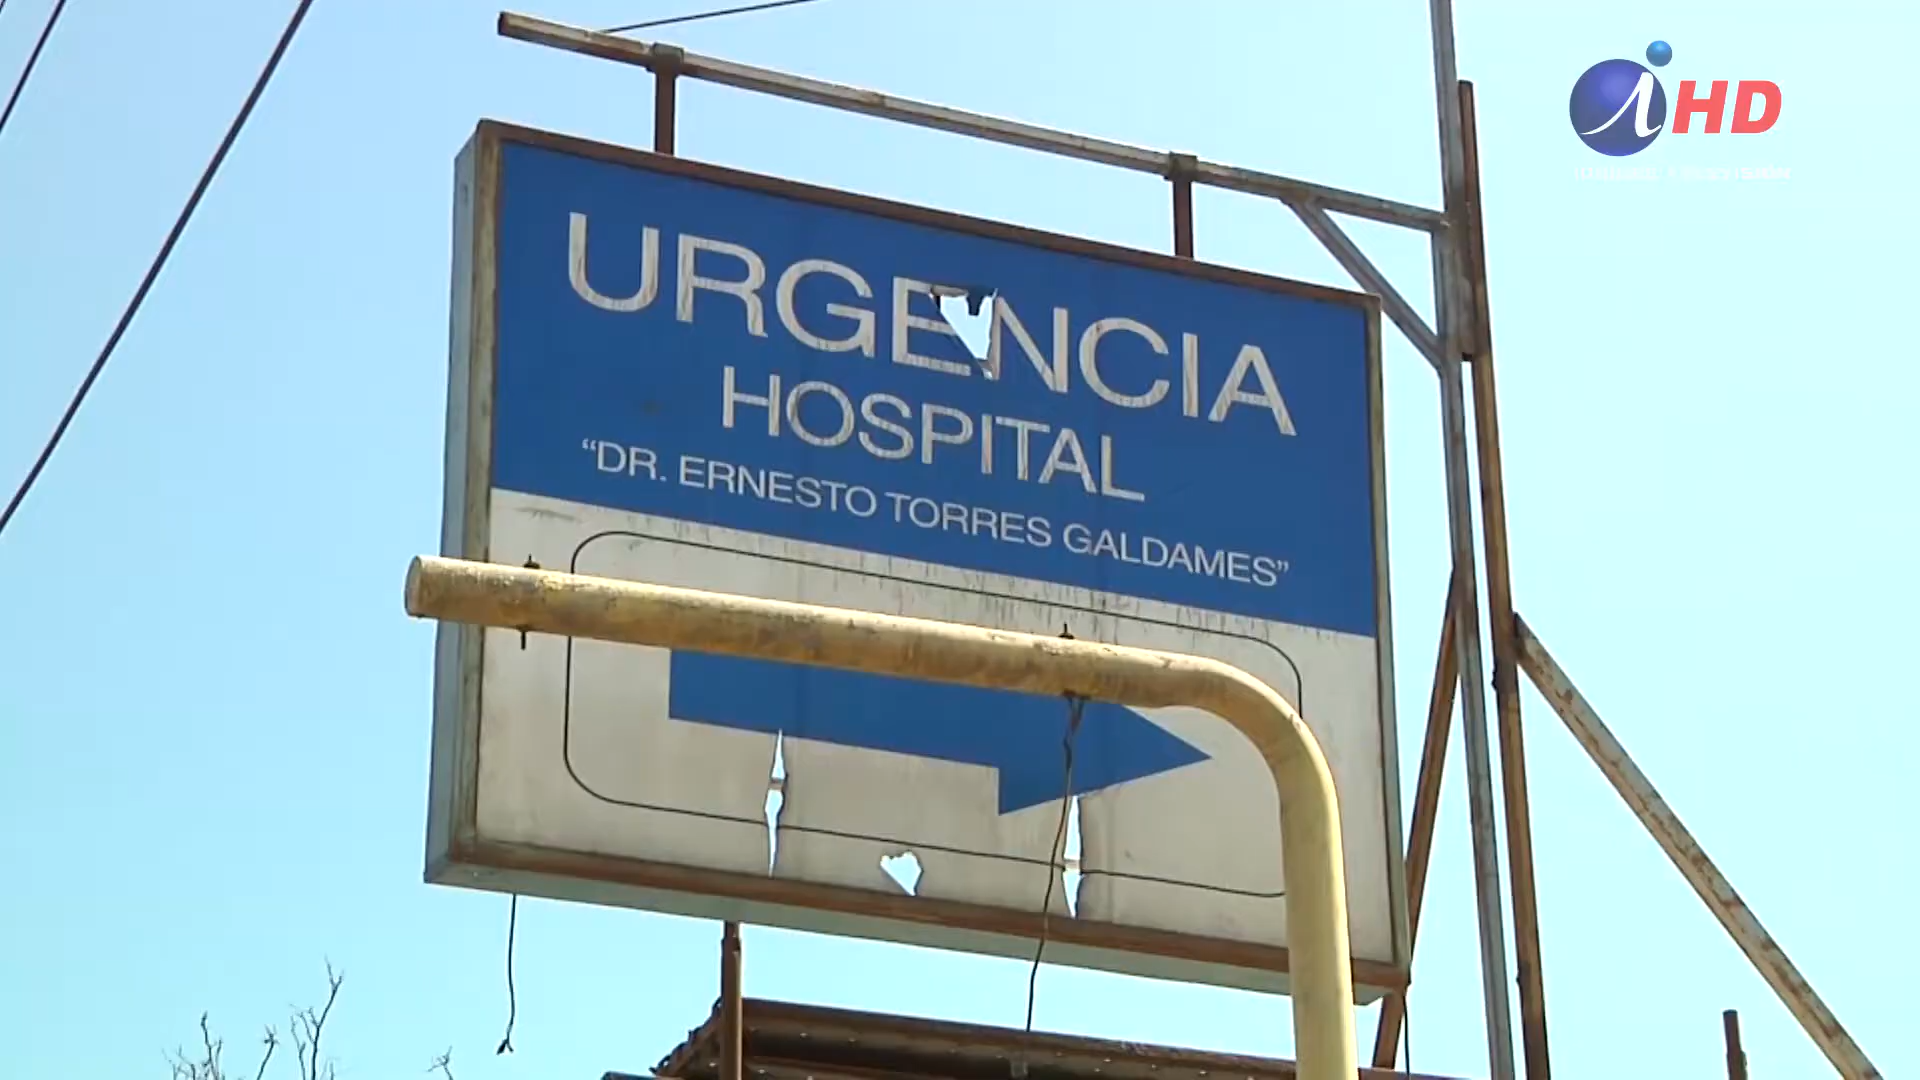 URGENCIA
HOSPITAL
“DR. ERNESTO TORRES GALDAMES”
HD